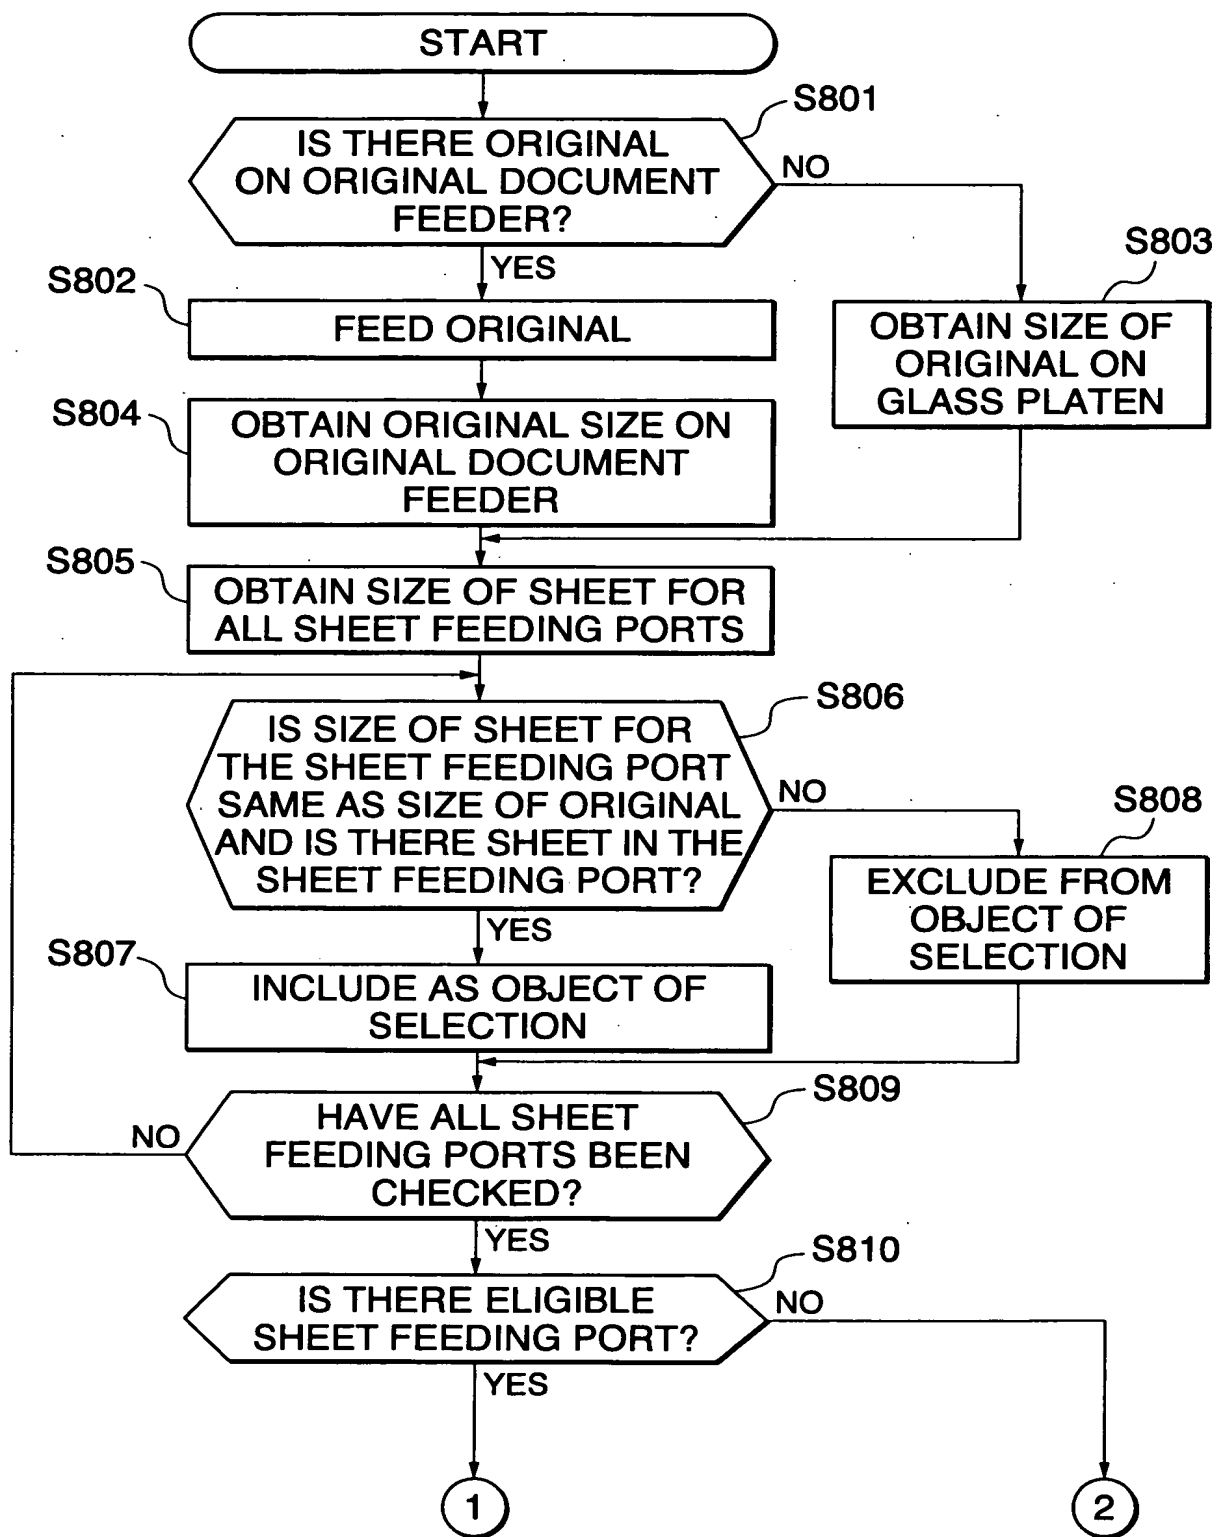 START
S801
IS THERE ORIGINAL
ON ORIGINAL DOCUMENT
FEEDER?
NO
YES
S802
FEED ORIGINAL
S803
OBTAIN SIZE OF
ORIGINAL ON
GLASS PLATEN
S804
OBTAIN ORIGINAL SIZE ON
ORIGINAL DOCUMENT
FEEDER
S805
OBTAIN SIZE OF SHEET FOR
ALL SHEET FEEDING PORTS
S806
IS SIZE OF SHEET FOR
THE SHEET FEEDING PORT
SAME AS SIZE OF ORIGINAL
AND IS THERE SHEET IN THE
SHEET FEEDING PORT?
NO
YES
S808
EXCLUDE FROM
OBJECT OF
SELECTION
S807
INCLUDE AS OBJECT OF
SELECTION
S809
HAVE ALL SHEET
FEEDING PORTS BEEN
CHECKED?
NO
YES
S810
IS THERE ELIGIBLE
SHEET FEEDING PORT?
NO
YES
1
2